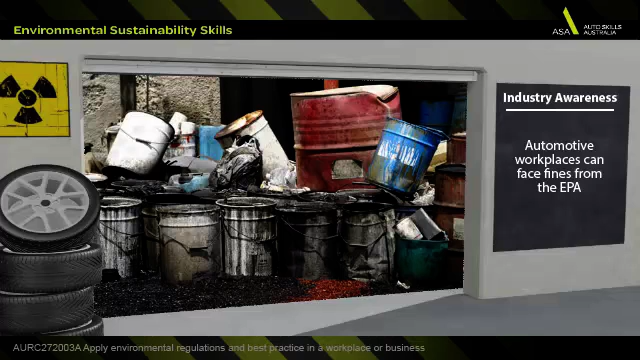 Environmental Sustainability Skills
ASA
AUTO SKILLS
AUSTRALIA
Industry Awareness
Automotive
workplaces can
face fines from
the EPA
AURC272003A Apply environmental regulations and best practice in a workplace or business